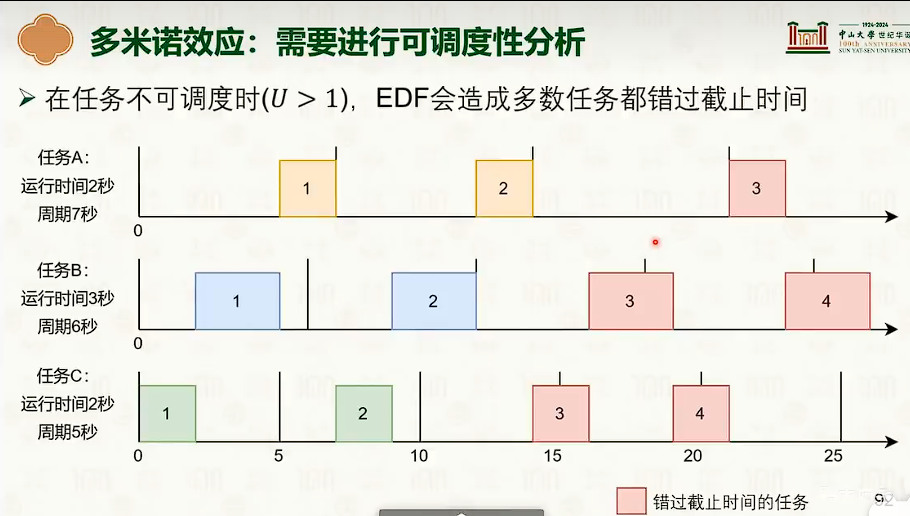 多米诺效应：需要进行可调度性分析
1924-2024
中山大学世纪华诞
100th ANNIVERSARY
SUN YAT-SEN UNIVERSITY
➢ 在任务不可调度时(U > 1)，EDF会造成多数任务都错过截止时间
任务A：
运行时间2秒
周期7秒
1
2
3
0
任务B：
运行时间3秒
周期6秒
1
2
3
4
0
任务C：
运行时间2秒
周期5秒
1
2
3
4
0 5 10 15 20 25
错过截止时间的任务